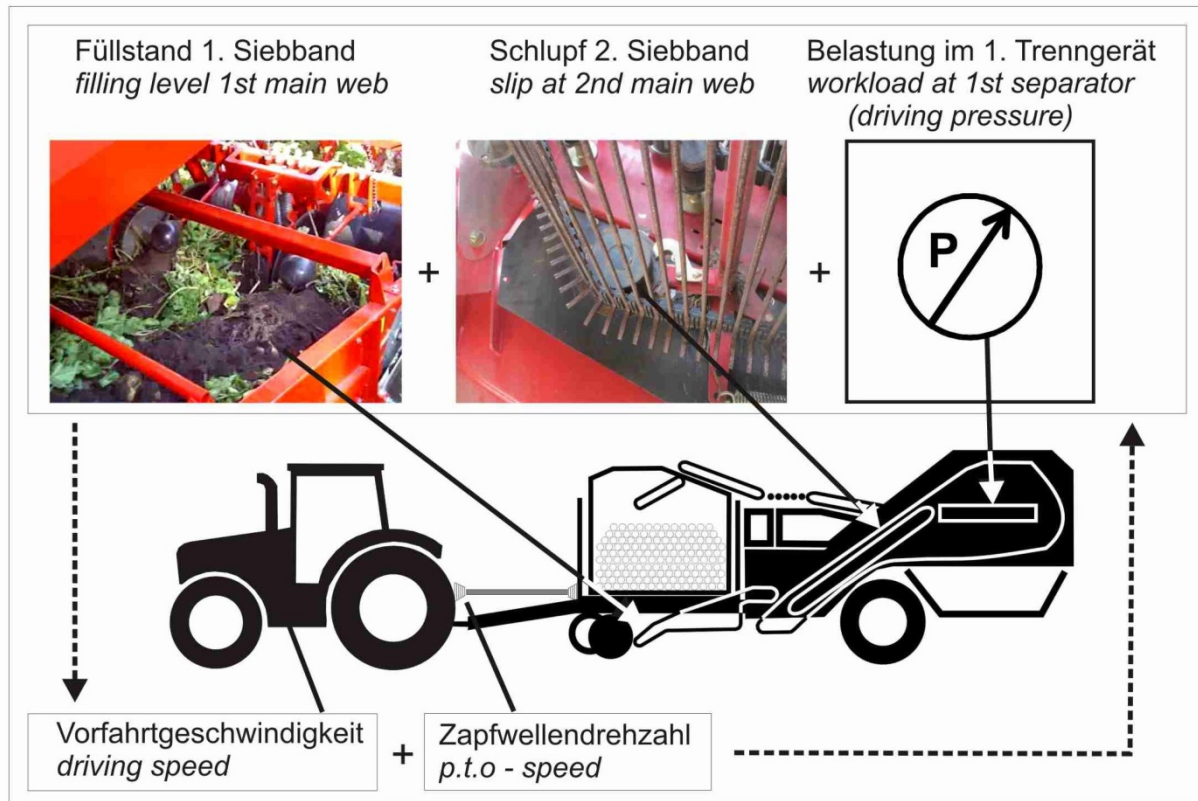 Füllstand 1. Siebband
filling level 1st main web
Schlupf 2. Siebband
slip at 2nd main web
Belastung im 1. Trenngerät
workload at 1st separator
(driving pressure)
+
+
P
Vorfahrtgeschwindigkeit
driving speed
+
Zapfwellendrehzahl
p.t.o - speed